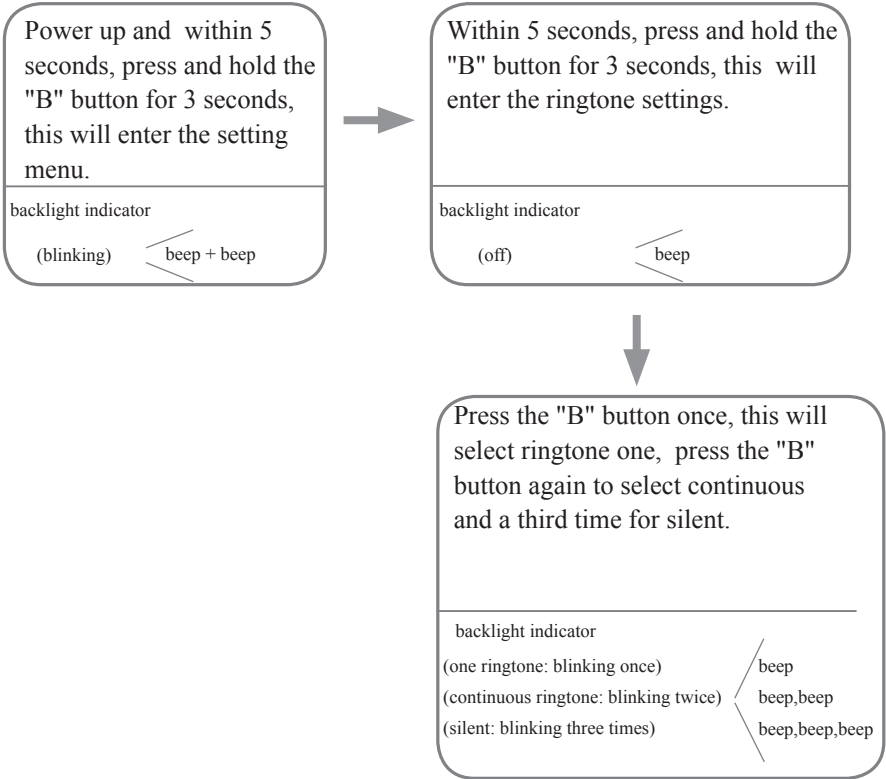 Power up and within 5
seconds, press and hold the
"B" button for 3 seconds,
this will enter the setting
menu.
backlight indicator
(blinking) beep + beep
Within 5 seconds, press and hold the
"B" button for 3 seconds, this will
enter the ringtone settings.
backlight indicator
(off) beep
Press the "B" button once, this will
select ringtone one, press the "B"
button again to select continuous
and a third time for silent.
backlight indicator
(one ringtone: blinking once) beep
(continuous ringtone: blinking twice) beep,beep
(silent: blinking three times) beep,beep,beep